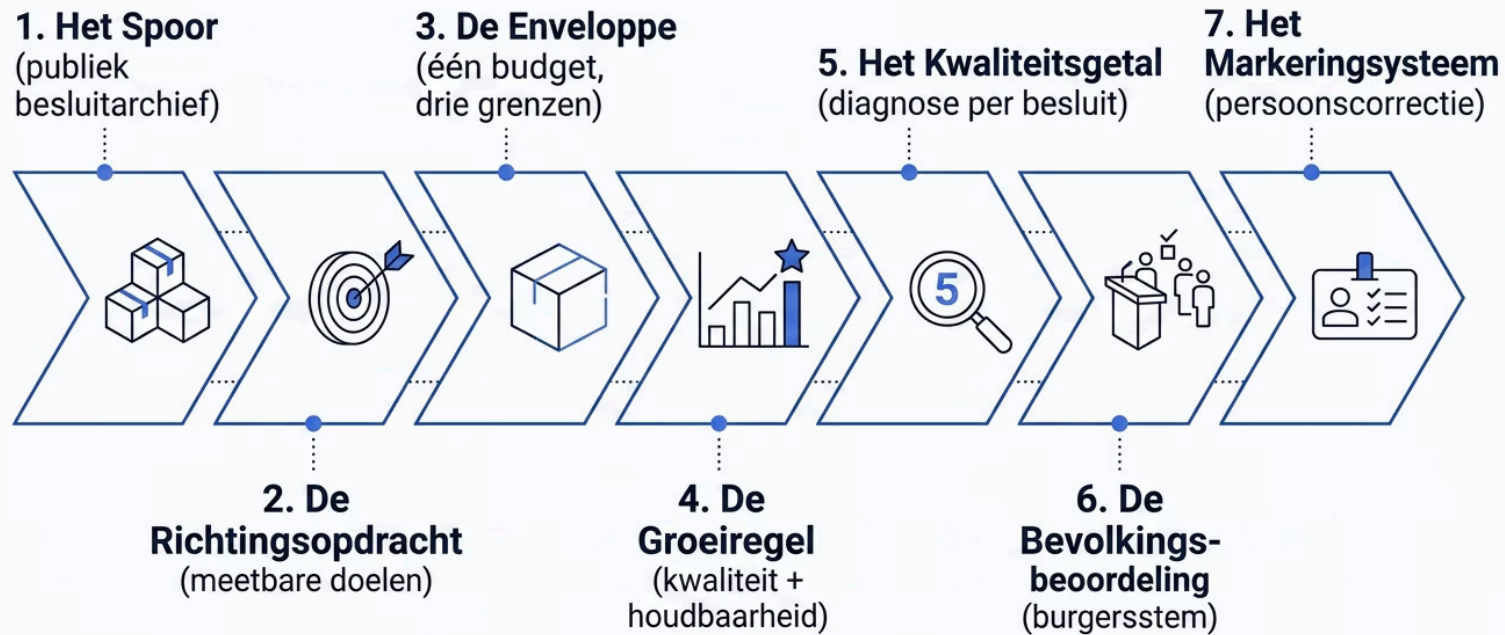 1. Het Spoor
(publiek
besluitarchief)
2. De
Richtingsopdracht
(meetbare doelen)
3. De Enveloppe
(één budget,
drie grenzen)
4. De
Groeiregel
(kwaliteit +
houdbaarheid)
5. Het Kwaliteitsgetal
(diagnose per besluit)
5
6. De
Bevolkings-
beoordeling
(burgersstem)
7. Het
Markeringsysteem
(persoonscorrectie)